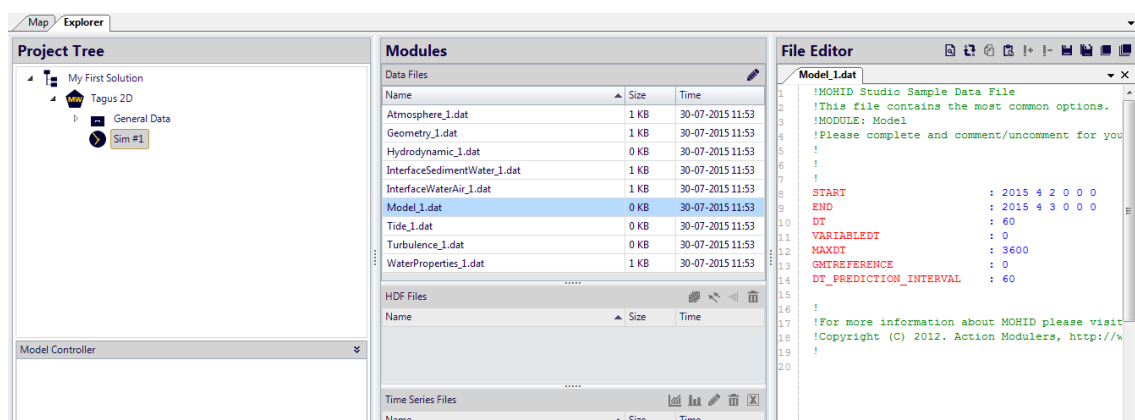 Map Explorer
Project Tree
My First Solution
MW Tagus 2D
General Data
Sim #1
Model Controller
Modules
Data Files
Name Size Time
Atmosphere_1.dat 1 KB 30-07-2015 11:53
Geometry_1.dat 1 KB 30-07-2015 11:53
Hydrodynamic_1.dat 0 KB 30-07-2015 11:53
InterfaceSedimentWater_1.dat 1 KB 30-07-2015 11:53
InterfaceWaterAir_1.dat 1 KB 30-07-2015 11:53
Model_1.dat 0 KB 30-07-2015 11:53
Tide_1.dat 0 KB 30-07-2015 11:53
Turbulence_1.dat 0 KB 30-07-2015 11:53
WaterProperties_1.dat 1 KB 30-07-2015 11:53
HDF Files
Name Size Time
Time Series Files
Name Size Time
File Editor
Model_1.dat
1 !MOHID Studio Sample Data File
2 !This file contains the most common options.
3 !MODULE: Model
4 !Please complete and comment/uncomment for you
5 !
6 !
7 !
8 START : 2015 4 2 0 0 0
9 END : 2015 4 3 0 0 0
10 DT : 60
11 VARIABLEDT : 0
12 MAXDT : 3600
13 GMTREFERENCE : 0
14 DT_PREDICTION_INTERVAL : 60
15
16 !
17 !For more information about MOHID please visit
18 !Copyright (C) 2012. Action Modulers, http://w
19 !
20